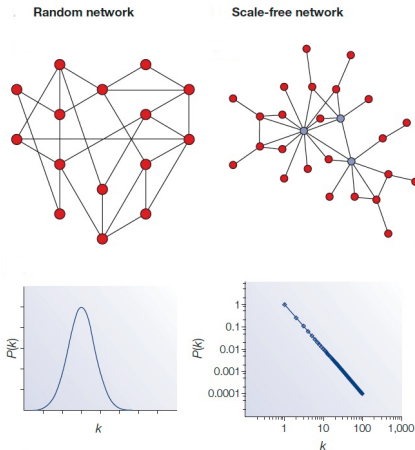 Random network
Scale-free network
P(k)
k
1
0.1
0.01
0.001
0.0001
P(k)
1
10
100
1,000
k